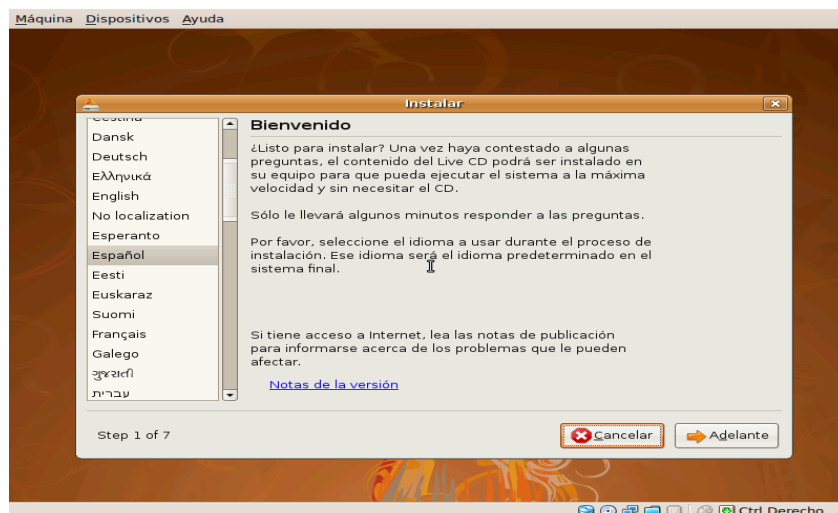 Máquina Dispositivos Ayuda
Instalar
Dansk
Deutsch
Ελληνικά
English
No localization
Esperanto
Español
Eesti
Euskaraz
Suomi
Français
Galego
ગુજરાતી
עברית
Bienvenido
¿Listo para instalar? Una vez haya contestado a algunas
preguntas, el contenido del Live CD podrá ser instalado en
su equipo para que pueda ejecutar el sistema a la máxima
velocidad y sin necesitar el CD.
Sólo le llevará algunos minutos responder a las preguntas.
Por favor, seleccione el idioma a usar durante el proceso de
instalación. Ese idioma será el idioma predeterminado en el
sistema final.
Si tiene acceso a Internet, lea las notas de publicación
para informarse acerca de los problemas que le pueden
afectar.
Notas de la versión
Step 1 of 7
Cancelar
Adelante
Ctrl Derecho